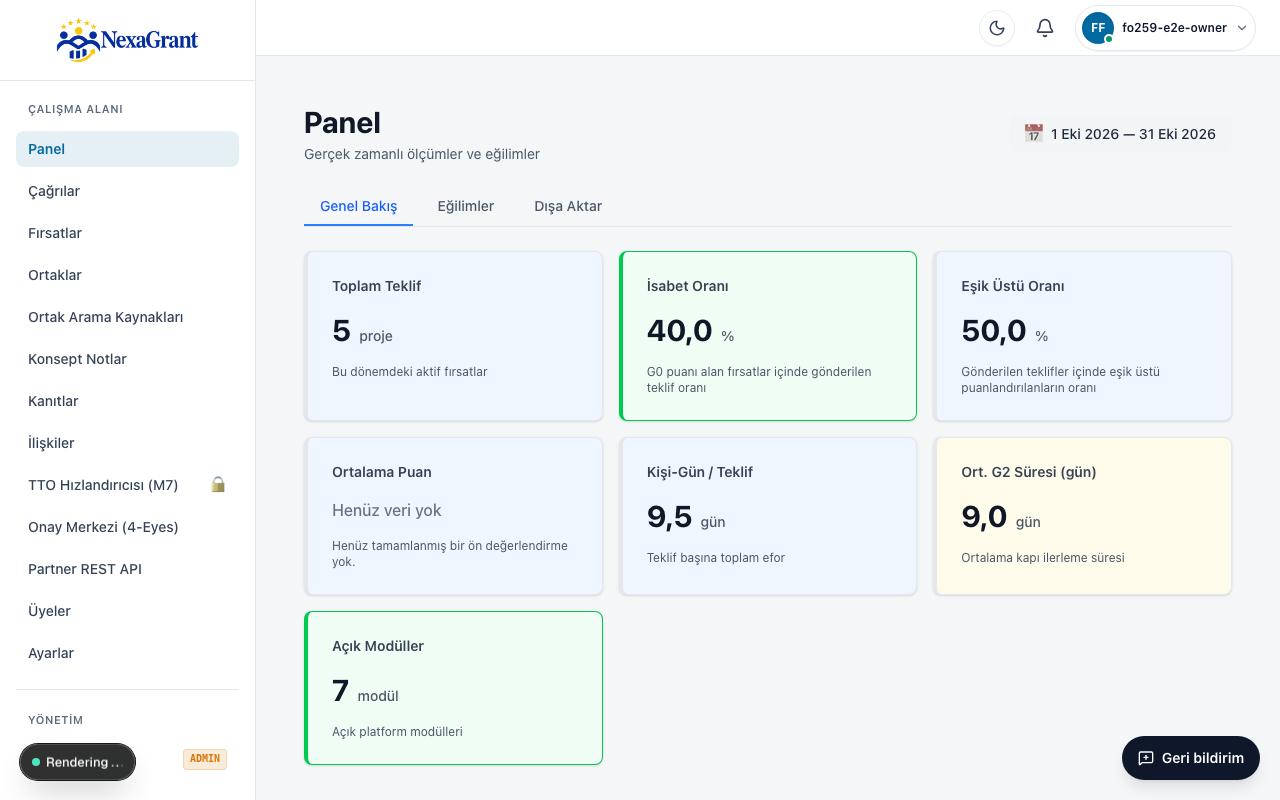 NexaGrant
FF
fo259-e2e-owner
ÇALIŞMA ALANI
Panel
Çağrılar
Fırsatlar
Ortaklar
Ortak Arama Kaynakları
Konsept Notlar
Kanıtlar
İlişkiler
TTO Hızlandırıcısı (M7)
Onay Merkezi (4-Eyes)
Partner REST API
Üyeler
Ayarlar
YÖNETİM
Rendering ...
ADMIN
Panel
Gerçek zamanlı ölçümler ve eğilimler
17
1 Eki 2026 — 31 Eki 2026
Genel Bakış
Eğilimler
Dışa Aktar
Toplam Teklif
5 proje
Bu dönemdeki aktif fırsatlar
İsabet Oranı
40,0 %
G0 puanı alan fırsatlar içinde gönderilen
teklif oranı
Eşik Üstü Oranı
50,0 %
Gönderilen teklifler içinde eşik üstü
puanlandırılanların oranı
Ortalama Puan
Henüz veri yok
Henüz tamamlanmış bir ön değerlendirme
yok.
Kişi-Gün / Teklif
9,5 gün
Teklif başına toplam efor
Ort. G2 Süresi (gün)
9,0 gün
Ortalama kapı ilerleme süresi
Açık Modüller
7 modül
Açık platform modülleri
Geri bildirim